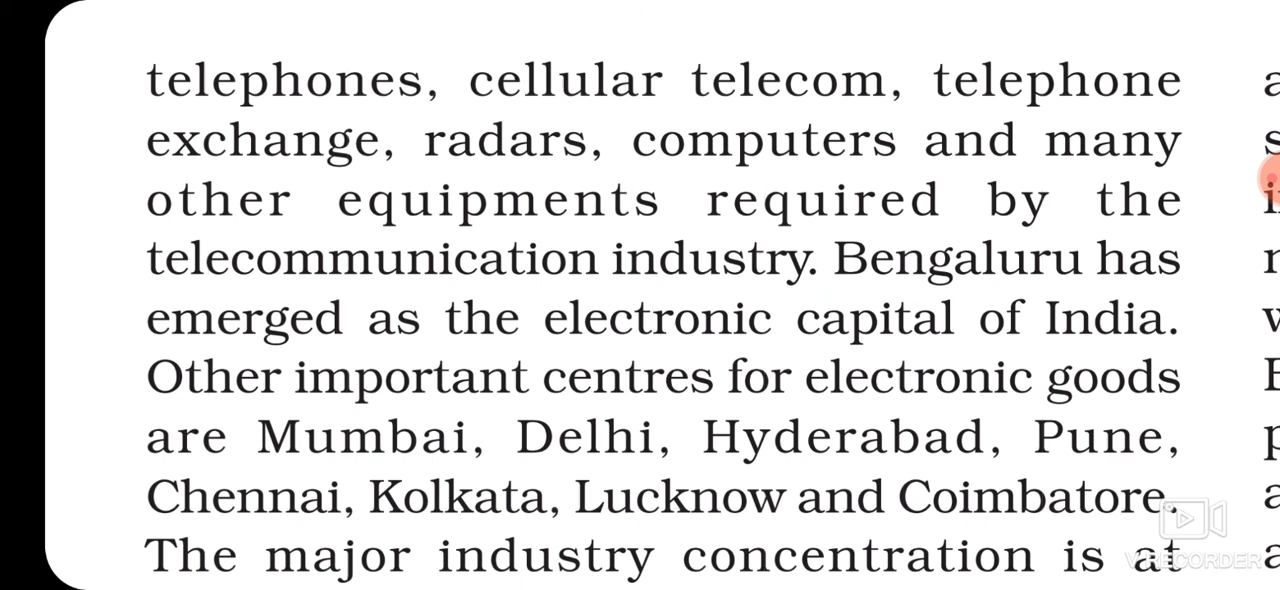 telephones, cellular telecom, telephone
exchange, radars, computers and many
other equipments required by the
telecommunication industry. Bengaluru has
emerged as the electronic capital of India.
Other important centres for electronic goods
are Mumbai, Delhi, Hyderabad, Pune,
Chennai, Kolkata, Lucknow and Coimbatore.
The major industry concentration is at
V RECORDER